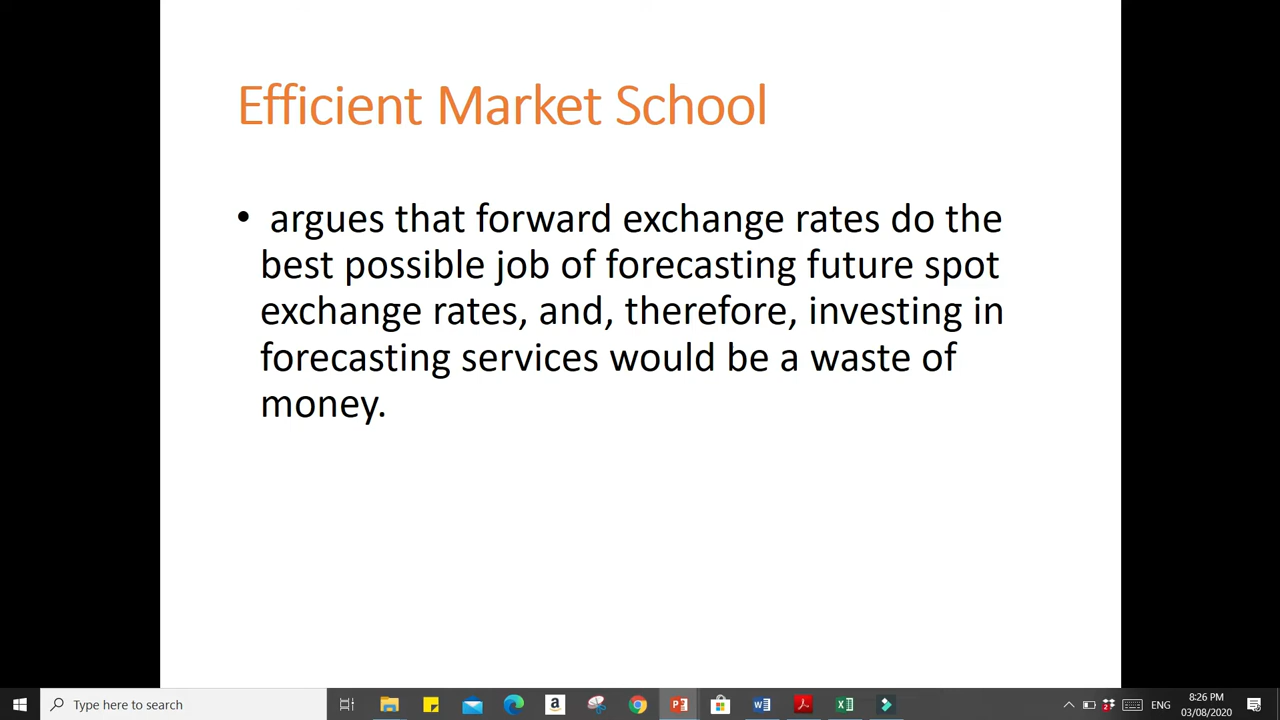 Efficient Market School
• argues that forward exchange rates do the
best possible job of forecasting future spot
exchange rates, and, therefore, investing in
forecasting services would be a waste of
money.
Type here to search
ENG
8:26 PM
03/08/2020